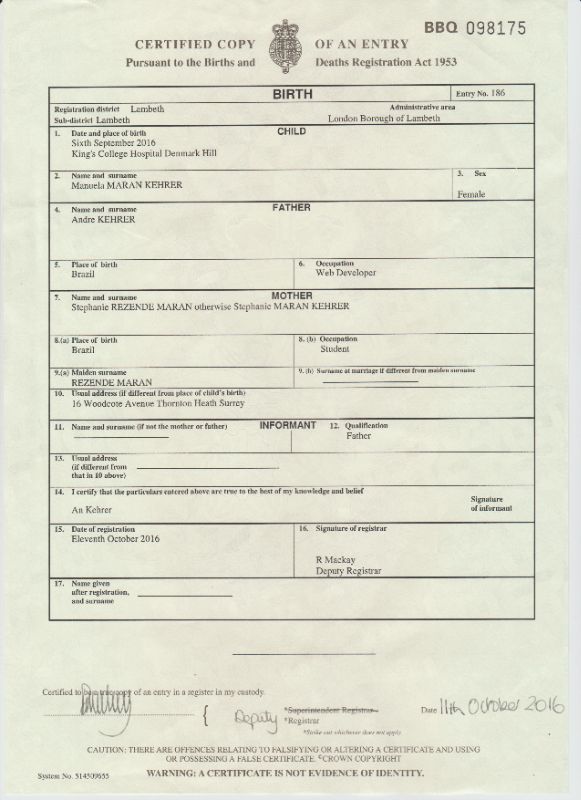 BBQ 098175
CERTIFIED COPY OF AN ENTRY
Pursuant to the Births and Deaths Registration Act 1953
BIRTH
Entry No. 186
Registration district Lambeth
Administrative area
Sub-district Lambeth
London Borough of Lambeth
CHILD
1. Date and place of birth
Sixth September 2016
King's College Hospital Denmark Hill
2. Name and surname
Manuela MARAN KEHRER
3. Sex
Female
FATHER
4. Name and surname
Andre KEHRER
5. Place of birth
Brazil
6. Occupation
Web Developer
MOTHER
7. Name and surname
Stephanie REZENDE MARAN otherwise Stephanie MARAN KEHRER
8.(a) Place of birth
Brazil
8. (b) Occupation
Student
9.(a) Maiden surname
REZENDE MARAN
9. (b) Surname at marriage if different from maiden surname
10. Usual address (if different from place of child's birth)
16 Woodcote Avenue Thornton Heath Surrey
INFORMANT
11. Name and surname (if not the mother or father)
12. Qualification
Father
13. Usual address
(if different from
that in 10 above)
14. I certify that the particulars entered above are true to the best of my knowledge and belief
An Kehrer
Signature
of informant
15. Date of registration
Eleventh October 2016
16. Signature of registrar
R Mackay
Deputy Registrar
17. Name given
after registration,
and surname
Certified to be a true copy of an entry in a register in my custody.
Deputy
*Superintendent Registrar
*Registrar
*Strike out whichever does not apply
Date 11th October 2016
CAUTION: THERE ARE OFFENCES RELATING TO FALSIFYING OR ALTERING A CERTIFICATE AND USING
OR POSSESSING A FALSE CERTIFICATE. ©CROWN COPYRIGHT
WARNING: A CERTIFICATE IS NOT EVIDENCE OF IDENTITY.
System No. 514509655